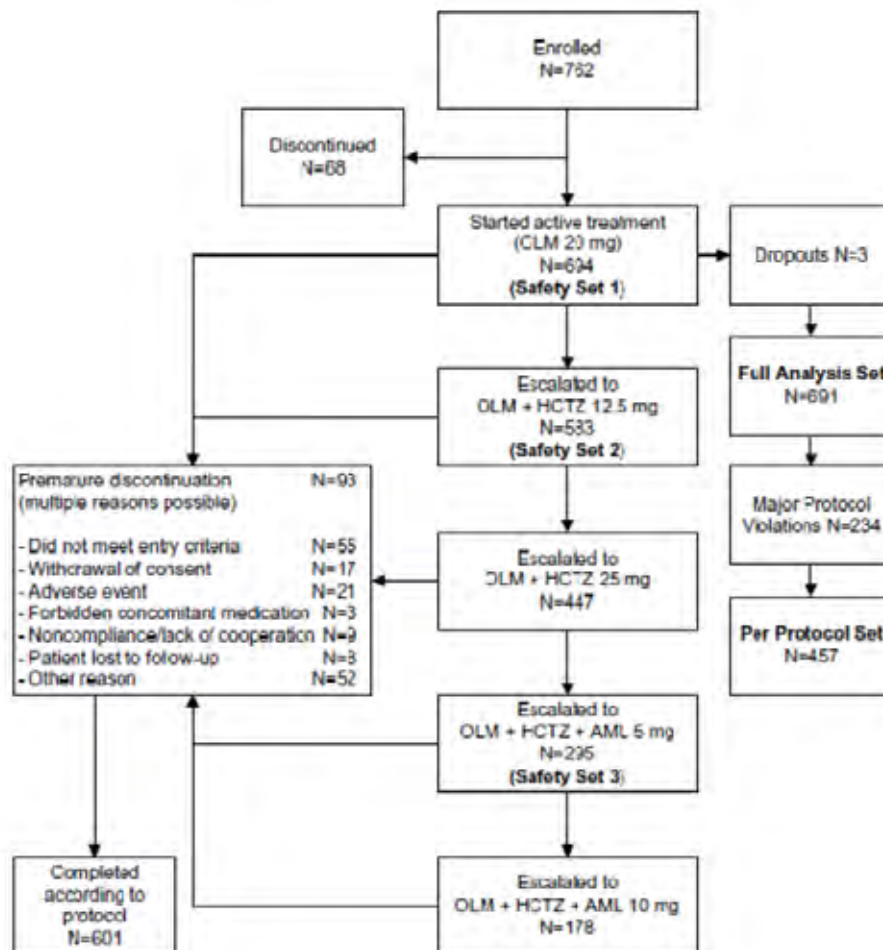 Enrolled
N=762
Discontinued
N=68
Started active treatment
(OLM 20 mg)
N=694
(Safety Set 1)
Dropouts N=3
Full Analysis Set
N=691
Escalated to
OLM + HCTZ 12.5 mg
N=583
(Safety Set 2)
Major Protocol
Violations N=234
Per Protocol Set
N=457
Premature discontinuation N=93
(multiple reasons possible)
- Did not meet entry criteria N=55
- Withdrawal of consent N=17
- Adverse event N=21
- Forbidden concomitant medication N=3
- Noncompliance/lack of cooperation N=9
- Patient lost to follow-up
- Other reason N=52
Escalated to
OLM + HCTZ 25 mg
N=447
Escalated to
OLM + HCTZ + AML 5 mg
N=295
(Safety Set 3)
Escalated to
OLM + HCTZ + AML 10 mg
N=178
Completed
according to
protocol
N=601